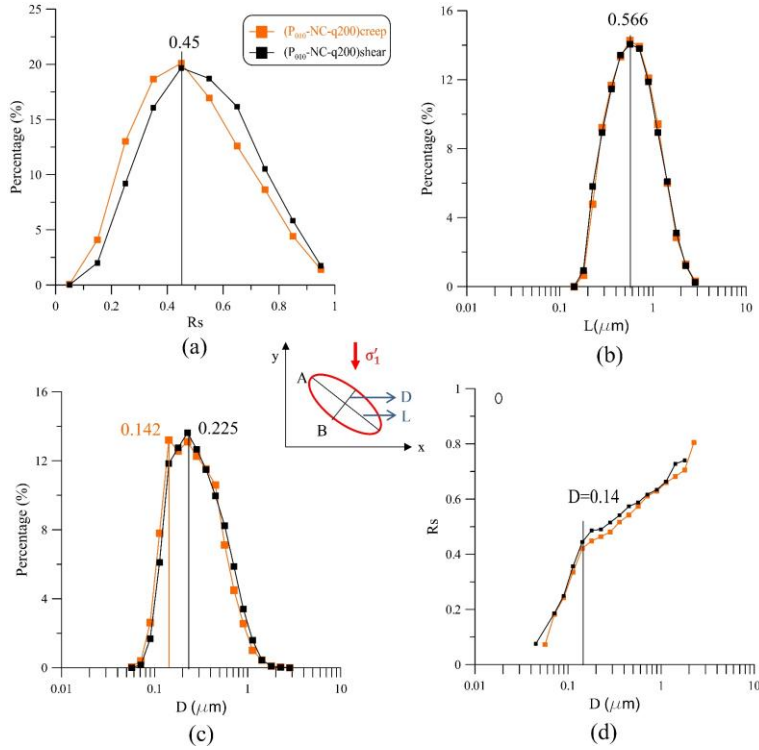 25
20
15
10
5
0
Percentage (%)
0.45
(P₀₀₀-NC-q200)creep
(P₀₀₀-NC-q200)shear
0
0.2
0.4
0.6
0.8
1
Rs
(a)
16
12
8
4
0
Percentage (%)
0.566
0.01
0.1
1
10
L(μm)
(b)
y
σ′₁
A
D
B
L
x
16
12
8
4
0
Percentage (%)
0.142
0.225
0.01
0.1
1
10
D (μm)
(c)
1
0.8
0.6
0.4
0.2
0
Rs
D=0.14
0.01
0.1
1
10
D (μm)
(d)